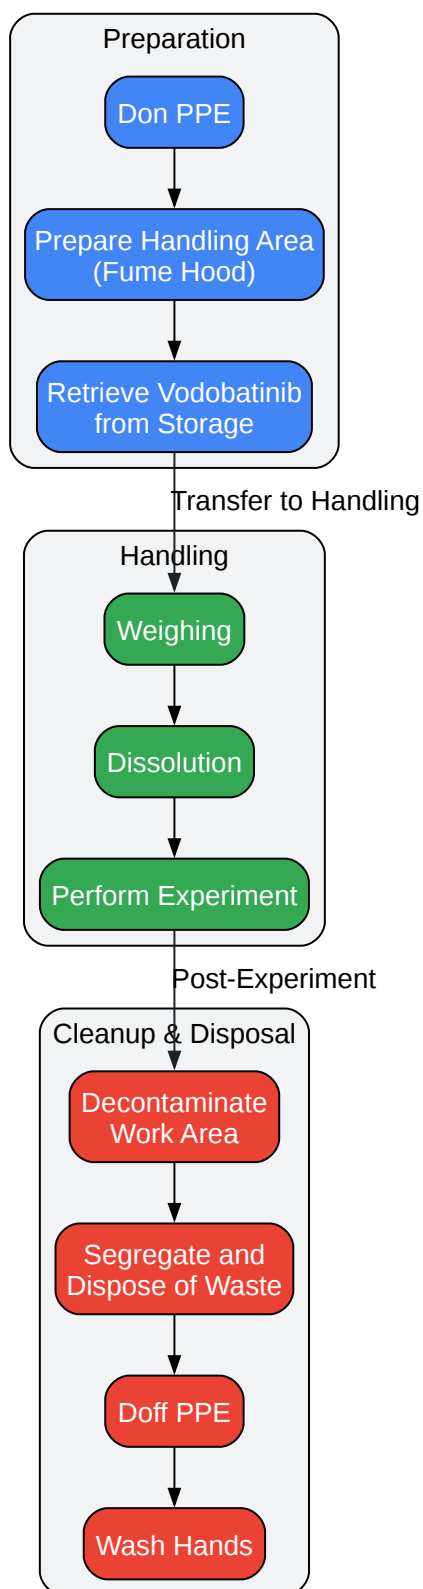 Preparation
Don PPE
Prepare Handling Area
(Fume Hood)
Retrieve Vodobatinib
from Storage
Transfer to Handling
Handling
Weighing
Dissolution
Perform Experiment
Post-Experiment
Cleanup & Disposal
Decontaminate
Work Area
Segregate and
Dispose of Waste
Doff PPE
Wash Hands